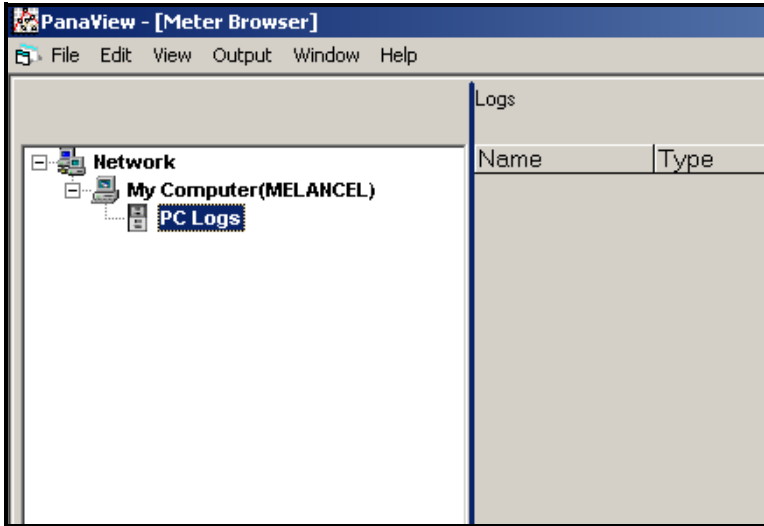 PanaView - [Meter Browser]
File Edit View Output Window Help
Logs
Name Type
Network
My Computer(MELANCEL)
PC Logs